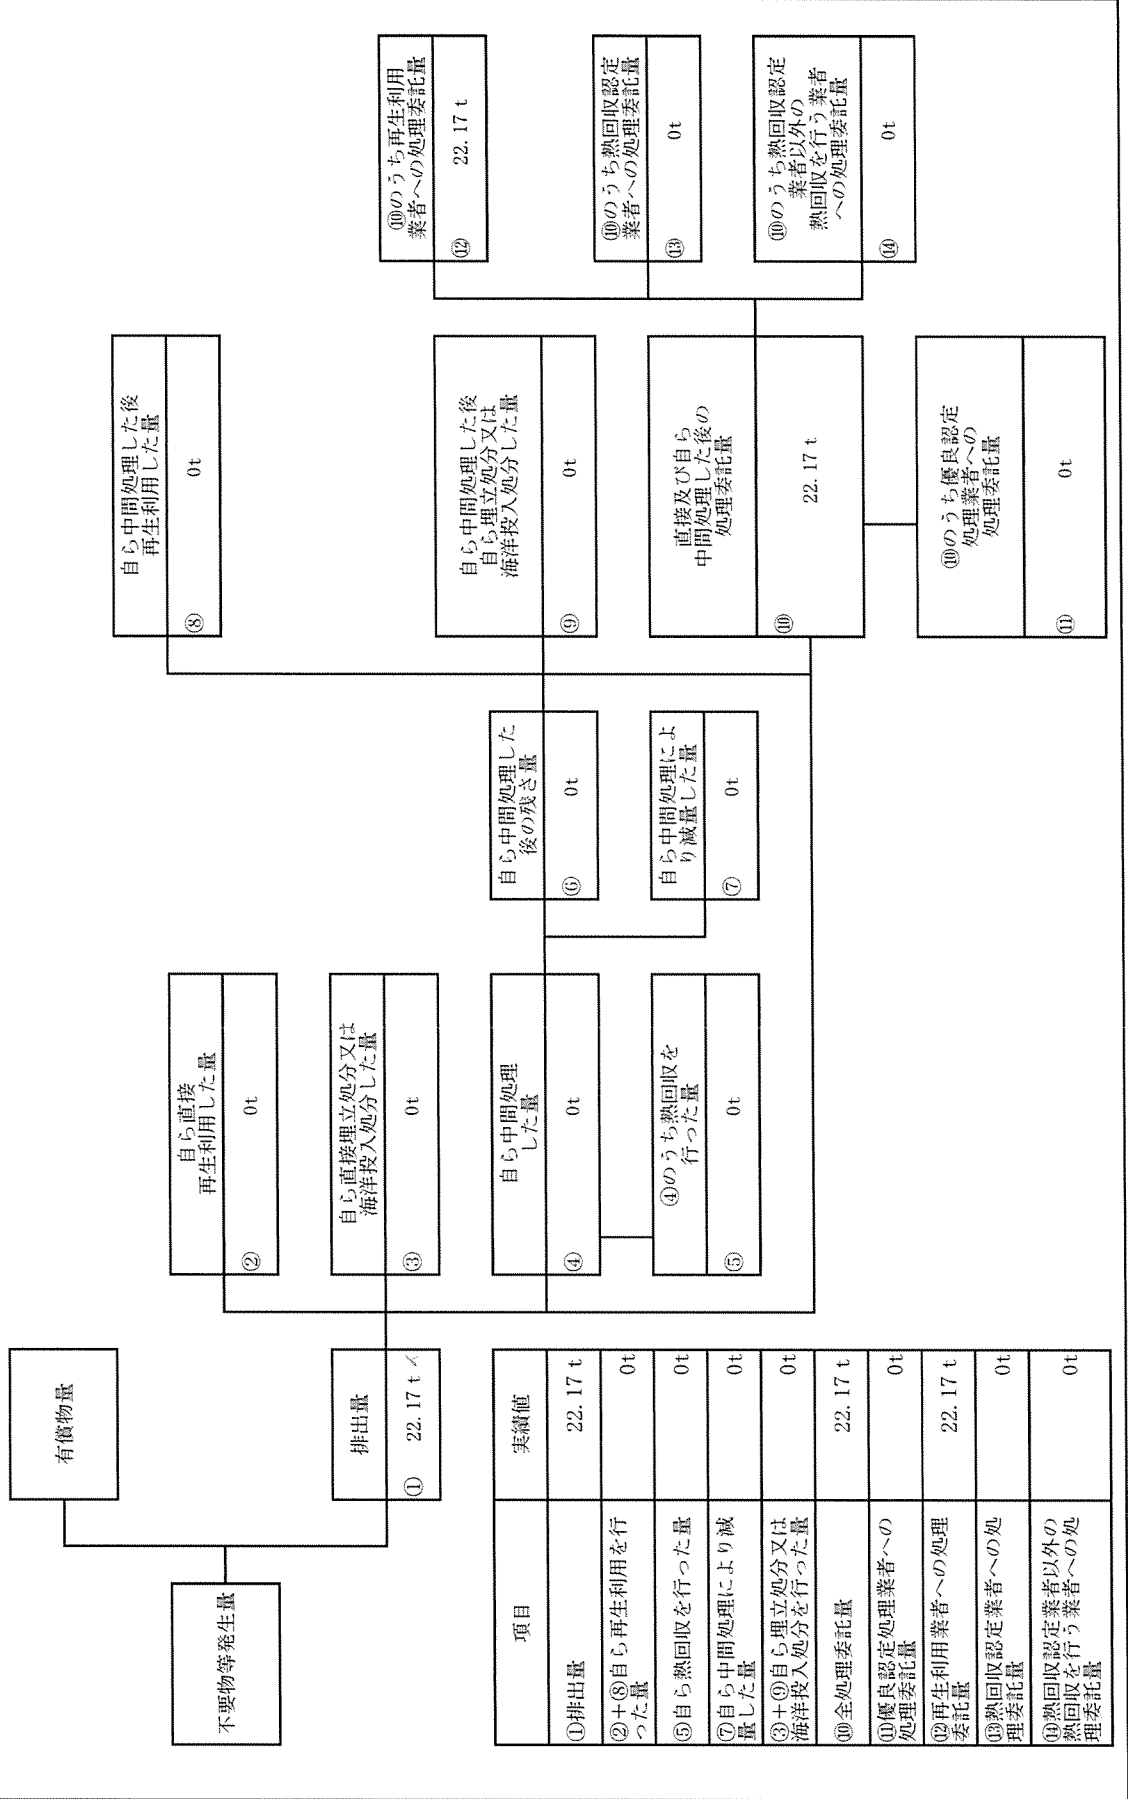 有償物量
不要物等発生量
排出量
① 22.17 t
自ら直接
再生利用した量
② 0t
自ら直接埋立処分又は
海洋投入処分した量
③ 0t
自ら中間処理
した量
④ 0t
④のうち熱回収を
行った量
⑤ 0t
自ら中間処理した
後の残さ量
⑥ 0t
自ら中間処理によ
り減量した量
⑦ 0t
自ら中間処理した後
再生利用した量
⑧ 0t
自ら中間処理した後
自ら埋立処分又は
海洋投入処分した量
⑨ 0t
直接及び自ら
中間処理した後の
処理委託量
⑩ 22.17 t
⑩のうち優良認定
処理業者への
処理委託量
⑪ 0t
⑩のうち再生利用
業者への処理委託量
⑫ 22.17 t
⑩のうち熱回収認定
業者への処理委託量
⑬ 0t
⑩のうち熱回収認定
業者以外の
熱回収を行う業者
への処理委託量
⑭ 0t
項目 実績値
①排出量 22.17 t
②+⑧自ら再生利用を行
った量 0t
⑤自ら熱回収を行った量 0t
⑦自ら中間処理により減
量した量 0t
③+⑨自ら埋立処分又は
海洋投入処分を行った量 0t
⑩全処理委託量 22.17 t
⑪優良認定処理業者への
処理委託量 0t
⑫再生利用業者への処理
委託量 22.17 t
⑬熱回収認定業者への処
理委託量 0t
⑭熱回収認定業者以外の
熱回収を行う業者への処
理委託量 0t